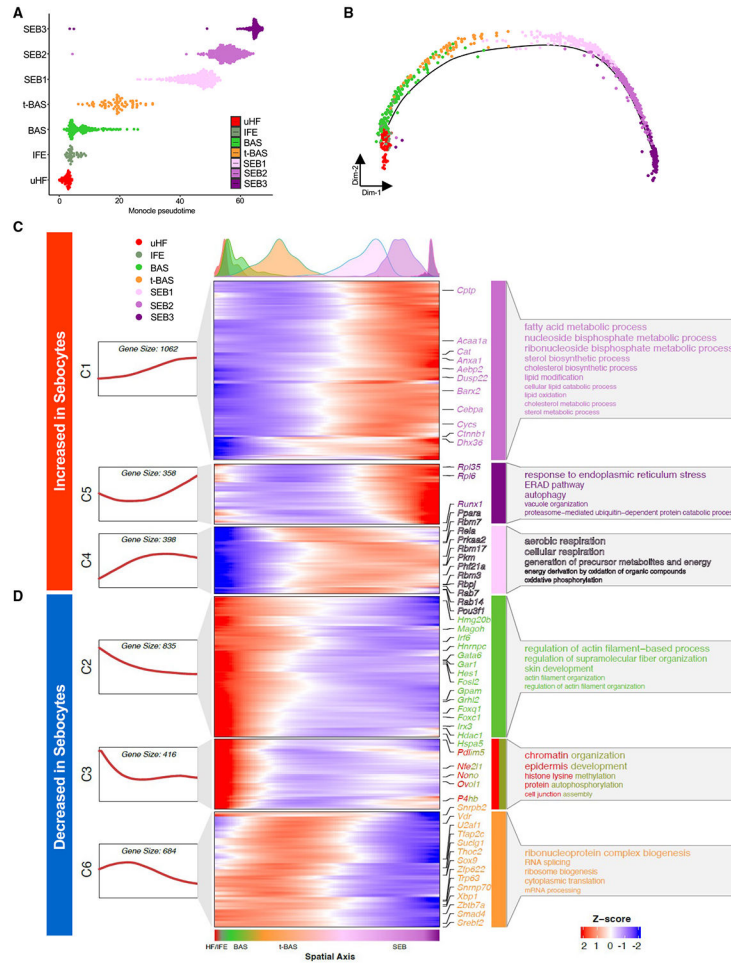 A
SEB3
SEB2
SEB1
t-BAS
BAS
IFE
uHF
0
20
40
60
Monocle pseudotime
uHF
IFE
BAS
t-BAS
SEB1
SEB2
SEB3
B
Dim-2
Dim-1
C
Increased in Sebocytes
uHF
IFE
BAS
t-BAS
SEB1
SEB2
SEB3
C1
Gene Size: 1062
Cptp
Acaa1a
Cat
Anxa1
Aebp2
Dusp22
Barx2
Cebpa
Cycs
Ctnnb1
Dhx36
fatty acid metabolic process
nucleoside bisphosphate metabolic process
ribonucleoside bisphosphate metabolic process
sterol biosynthetic process
cholesterol biosynthetic process
lipid modification
cellular lipid catabolic process
lipid oxidation
cholesterol metabolic process
sterol metabolic process
C5
Gene Size: 358
Rpl35
Rpl6
Runx1
response to endoplasmic reticulum stress
ERAD pathway
autophagy
vacuole organization
proteasome-mediated ubiquitin-dependent protein catabolic process
C4
Gene Size: 398
Ppara
Rbm7
Rela
Prkaa2
Rbm17
Pkm
Phf21a
Rbm3
Rbpj
Rab7
Rab14
Pou3f1
aerobic respiration
cellular respiration
generation of precursor metabolites and energy
energy derivation by oxidation of organic compounds
oxidative phosphorylation
D
Decreased in Sebocytes
C2
Gene Size: 835
Hmg20b
Magoh
Irf6
Hnrnpc
Gata6
Gar1
Hes1
Fosl2
Gpam
Grhl2
Foxq1
Foxc1
Irx3
Hdac1
Hspa5
regulation of actin filament-based process
regulation of supramolecular fiber organization
skin development
actin filament organization
regulation of actin filament organization
C3
Gene Size: 416
Pdlim5
Nfe2l1
Nono
Ovol1
P4hb
chromatin organization
epidermis development
histone lysine methylation
protein autophosphorylation
cell junction assembly
C6
Gene Size: 684
Snrpb2
Vdr
U2af1
Tfap2c
Suclg1
Thoc2
Sox9
Zfp622
Trp63
Snrnp70
Xbp1
Zbtb7a
Smad4
Srebf2
ribonucleoprotein complex biogenesis
RNA splicing
ribosome biogenesis
cytoplasmic translation
mRNA processing
HF/IFE
BAS
t-BAS
SEB
Spatial Axis
Z-score
2 1 0 -1 -2